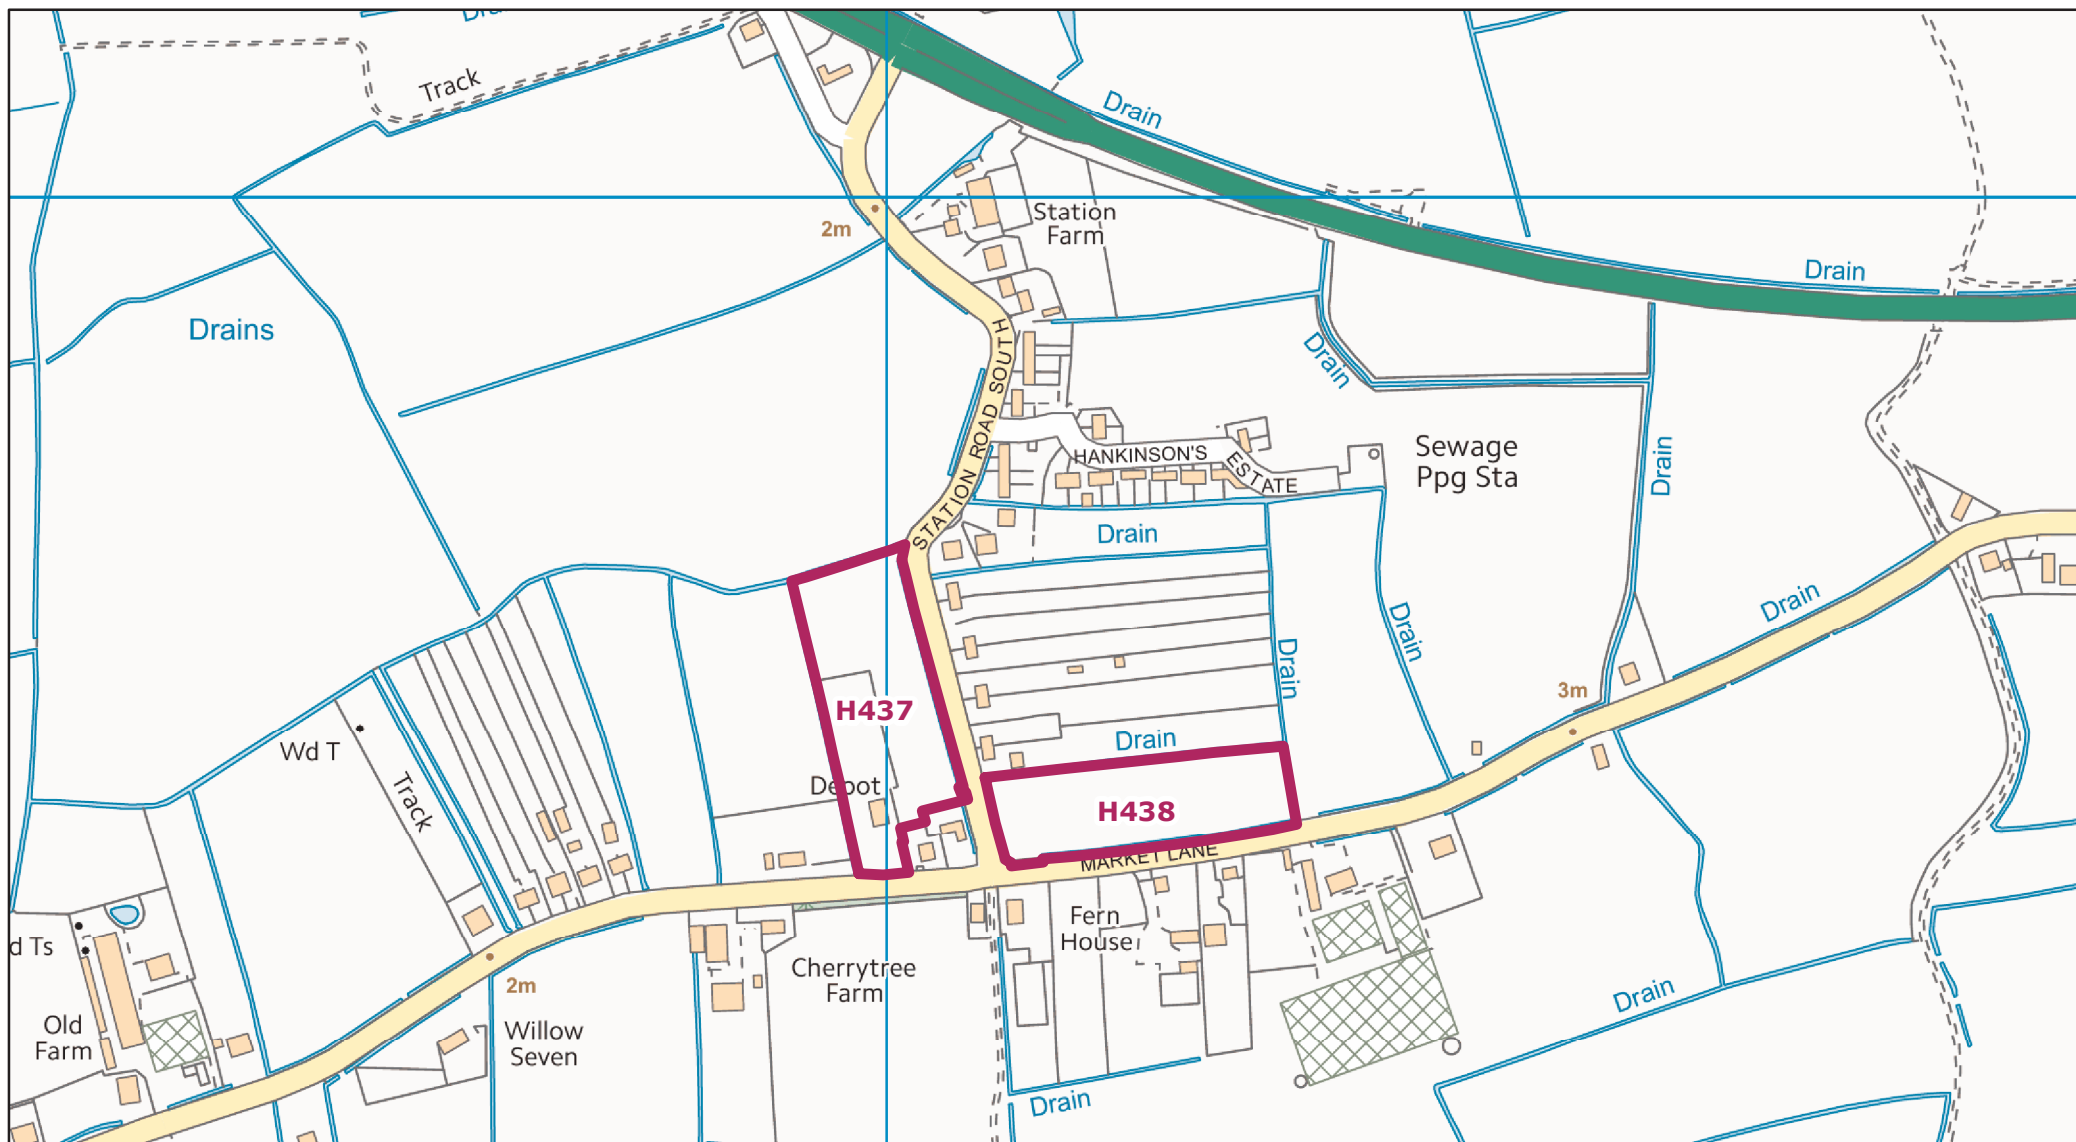 Track
Drain
2m
Station
Farm
Drain
Drains
Drain
STATION ROAD SOUTH
HANKINSON'S
ESTATE
Sewage
Ppg Sta
Drain
Drain
Drain
Drain
Drain
Drain
3m
H437
Wd T
Track
Drain
Depot
H438
MARKET LANE
d Ts
Fern
House
Cherrytree
Farm
2m
Willow
Seven
Old
Farm
Drain
Drain